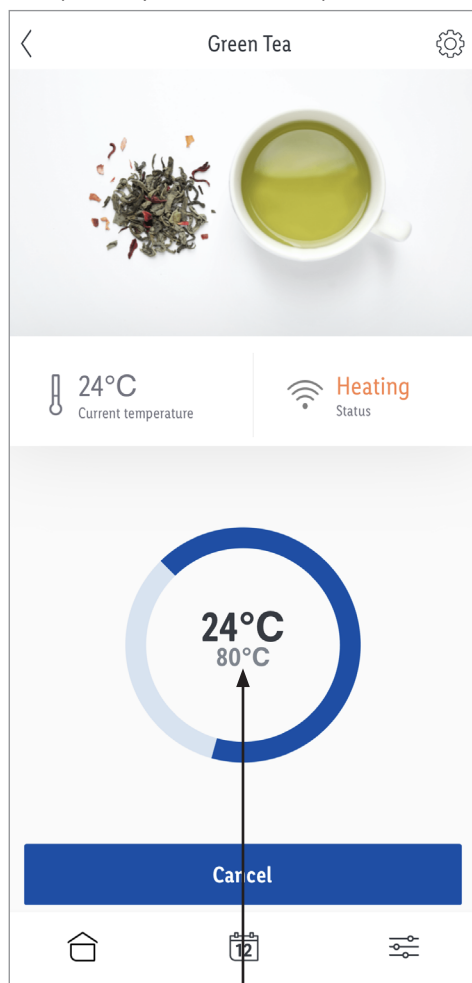 Green Tea
24°C
Current temperature
Heating
Status
24°C
80°C
Cancel
12